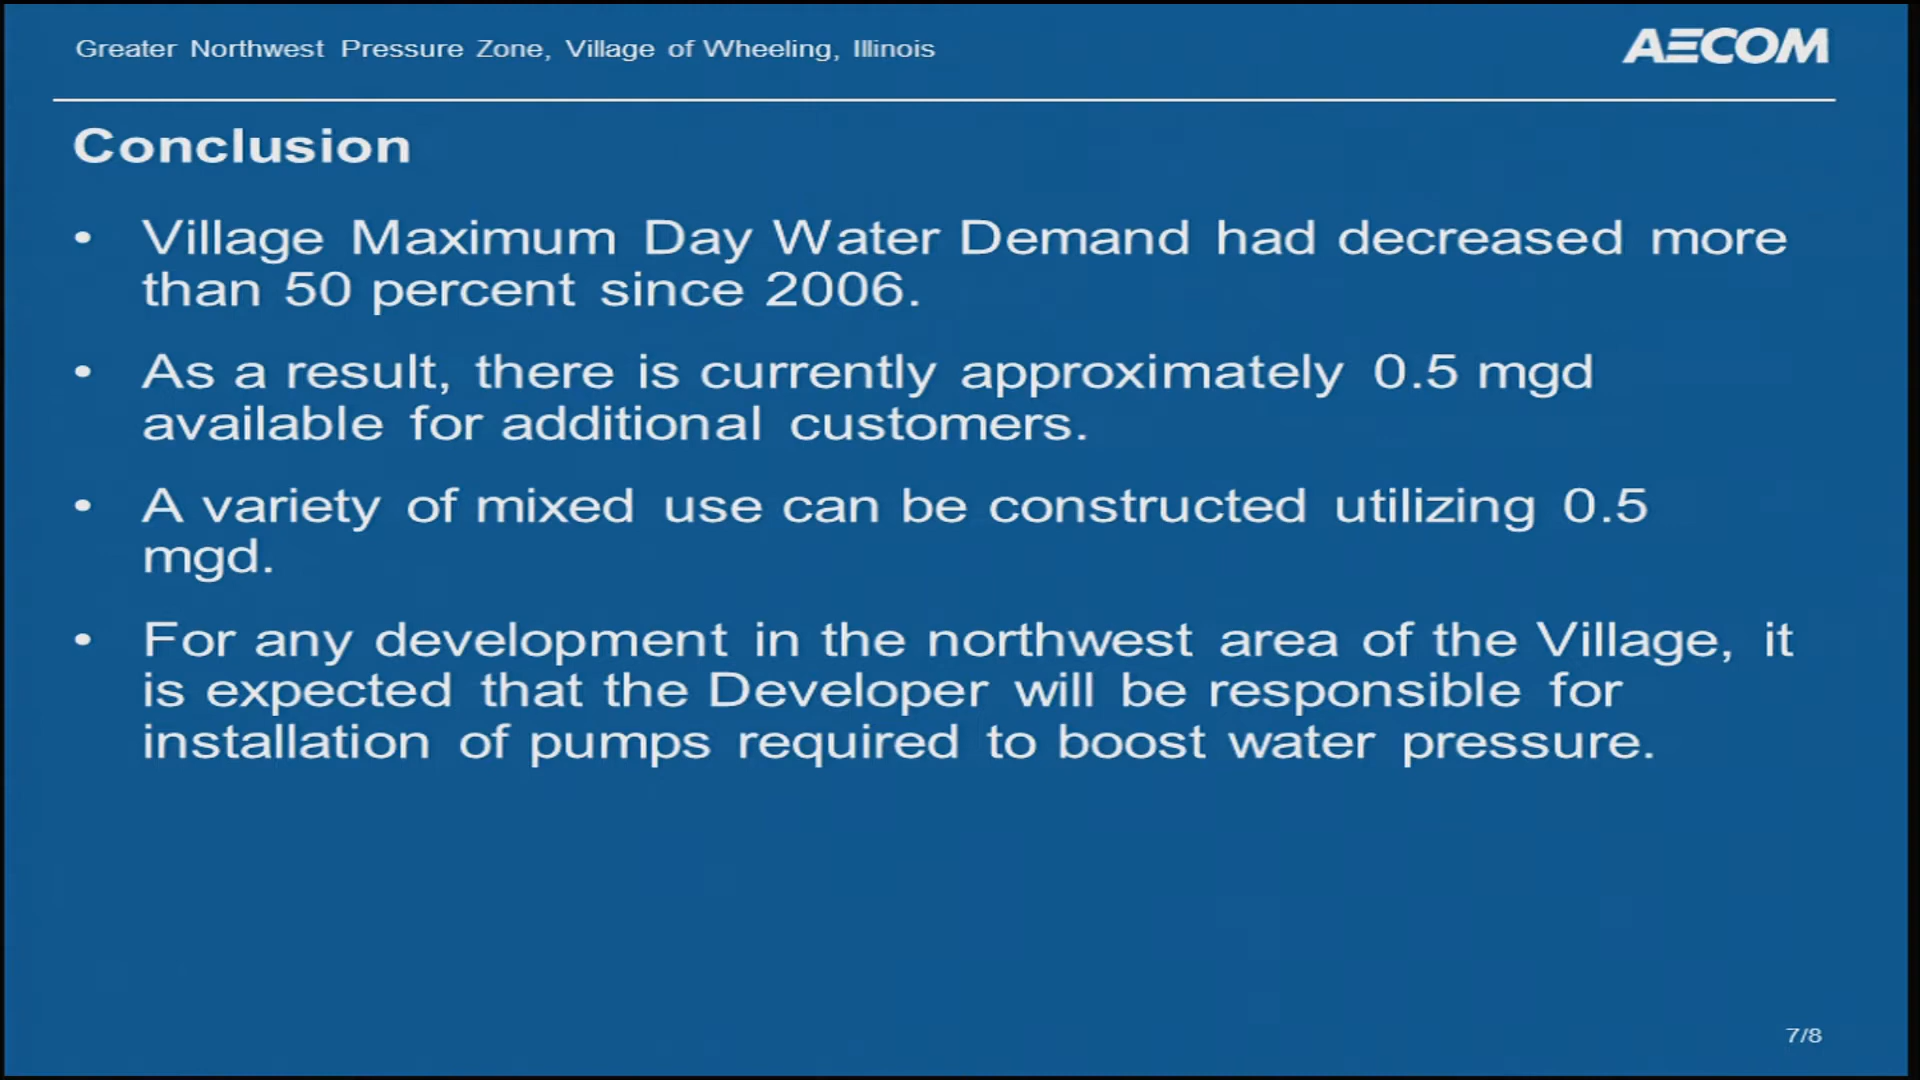 Greater Northwest Pressure Zone, Village of Wheeling, Illinois
AECOM
Conclusion
• Village Maximum Day Water Demand had decreased more
than 50 percent since 2006.
• As a result, there is currently approximately 0.5 mgd
available for additional customers.
• A variety of mixed use can be constructed utilizing 0.5
mgd.
• For any development in the northwest area of the Village, it
is expected that the Developer will be responsible for
installation of pumps required to boost water pressure.
7/8